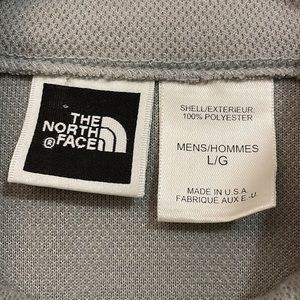 THE
NORTH
FACE
®
SHELL/EXTERIEUR:
100% POLYESTER
MENS/HOMMES
L/G
MADE IN U.S.A.
FABRIQUE AUX E-U.